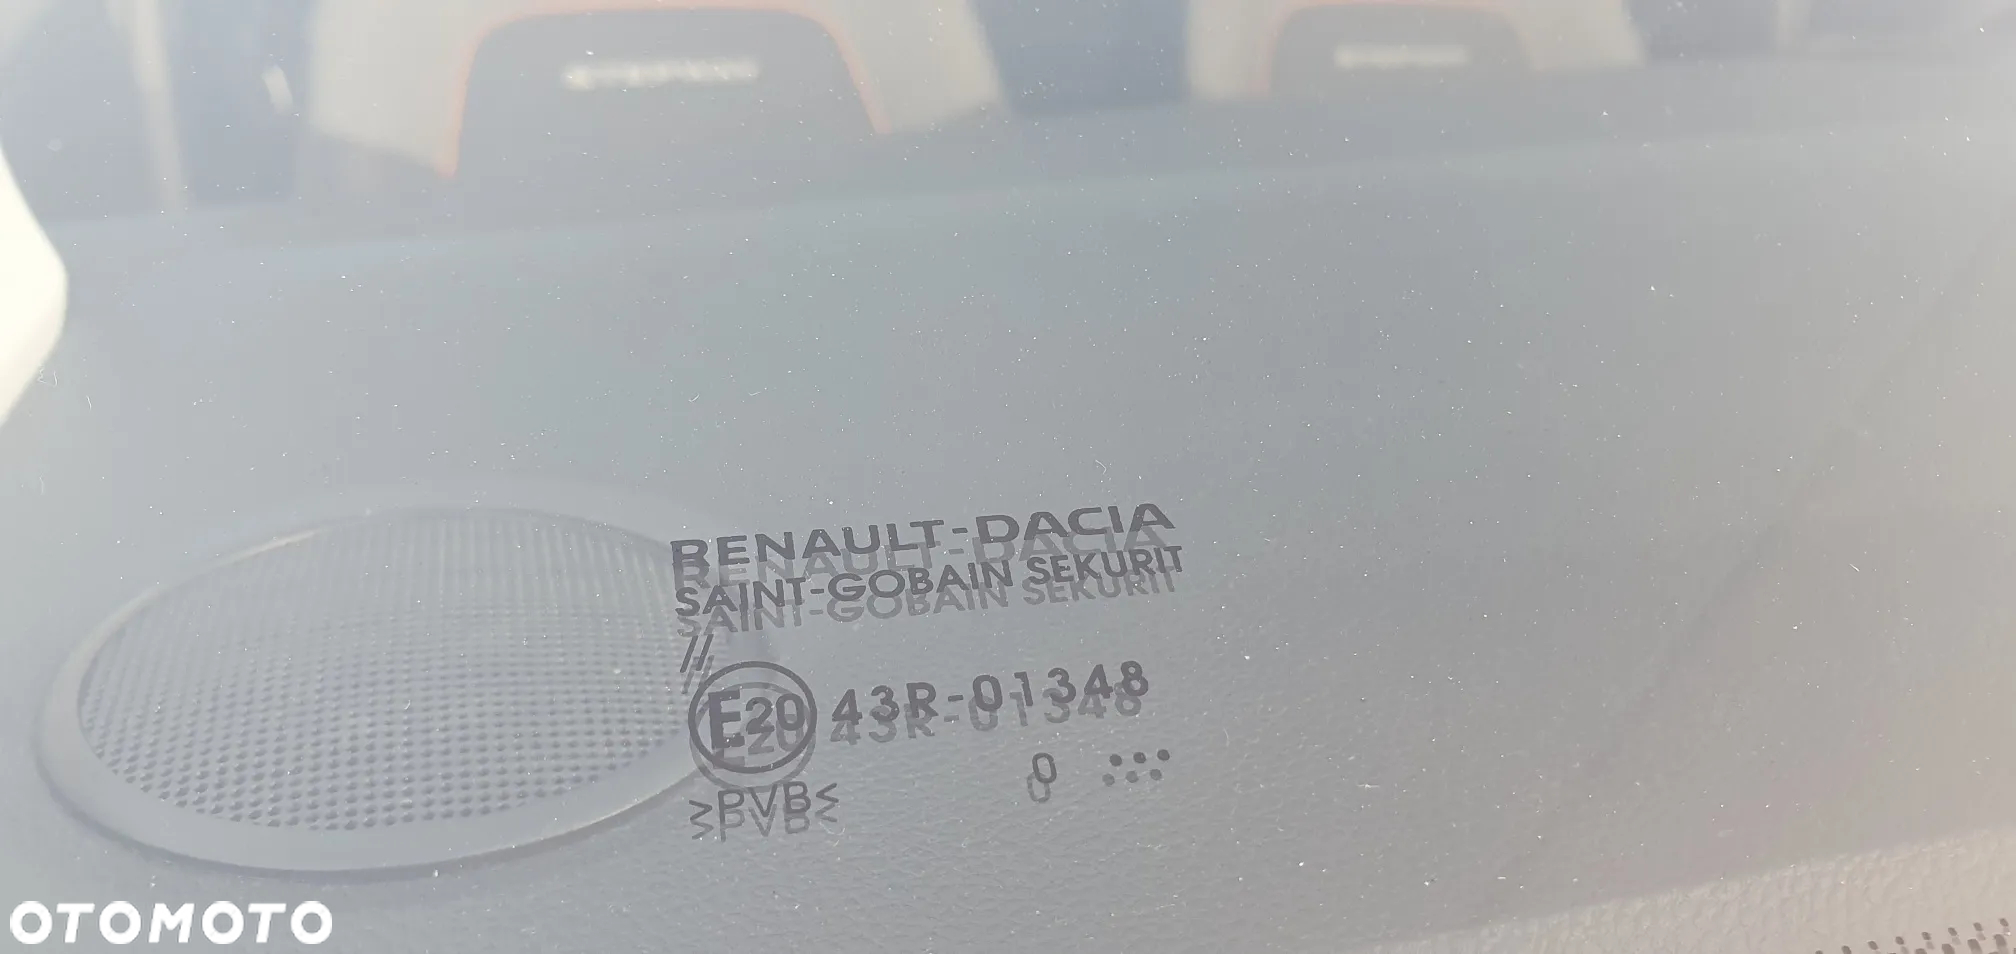 RENAULT-DACIA
SAINT-GOBAIN SEKURIT
//
E20 43R-01348
0
>PVB<
OTOMOTO